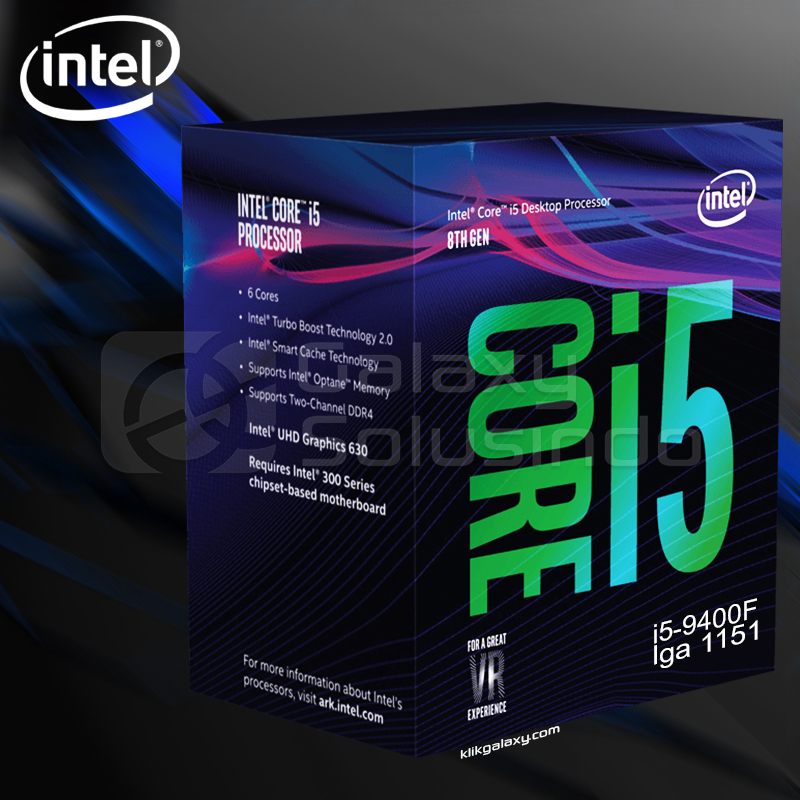 intel®
INTEL® CORE™ i5
PROCESSOR
• 6 Cores
• Intel® Turbo Boost Technology 2.0
• Intel® Smart Cache Technology
• Supports Intel® Optane™ Memory
• Supports Two-Channel DDR4
Intel® UHD Graphics 630
Requires Intel® 300 Series
chipset-based motherboard
For more information about Intel's
processors, visit ark.intel.com
Intel® Core™ i5 Desktop Processor
8TH GEN
intel®
CORE i5
Galaxy
Solusindo
i5-9400F
lga 1151
FOR A GREAT
VR
EXPERIENCE
klikgalaxy.com